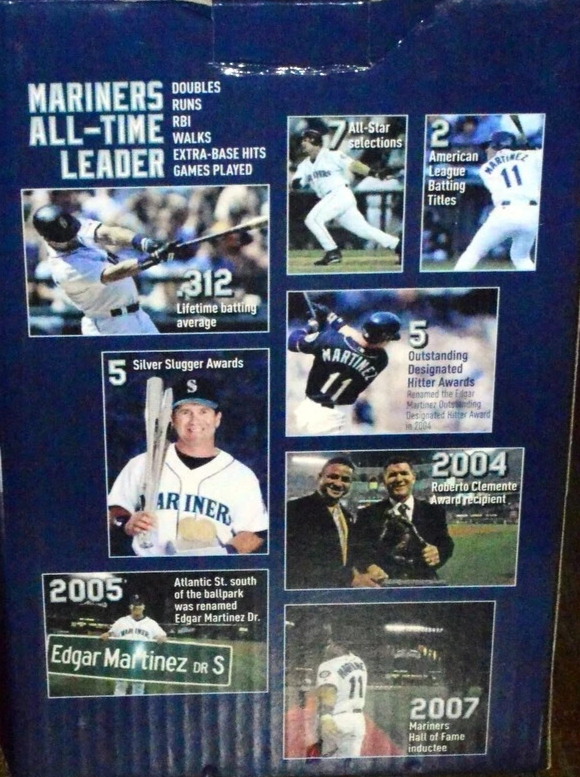 MARINERS
ALL-TIME
LEADER
DOUBLES
RUNS
RBI
WALKS
EXTRA-BASE HITS
GAMES PLAYED
7 All-Star
selections
2
American
League
Batting
Titles
MARTINEZ
11
.312
Lifetime batting
average
MARTINEZ
11
5
Outstanding
Designated
Hitter Awards
Renamed the Edgar
Martinez Outstanding
Designated Hitter Award
in 2004
5 Silver Slugger Awards
S
MARINERS
2004
Roberto Clemente
Award recipient
2005
Atlantic St. south
of the ballpark
was renamed
Edgar Martinez Dr.
Edgar Martinez DR S
MARTINEZ
11
2007
Mariners
Hall of Fame
inductee